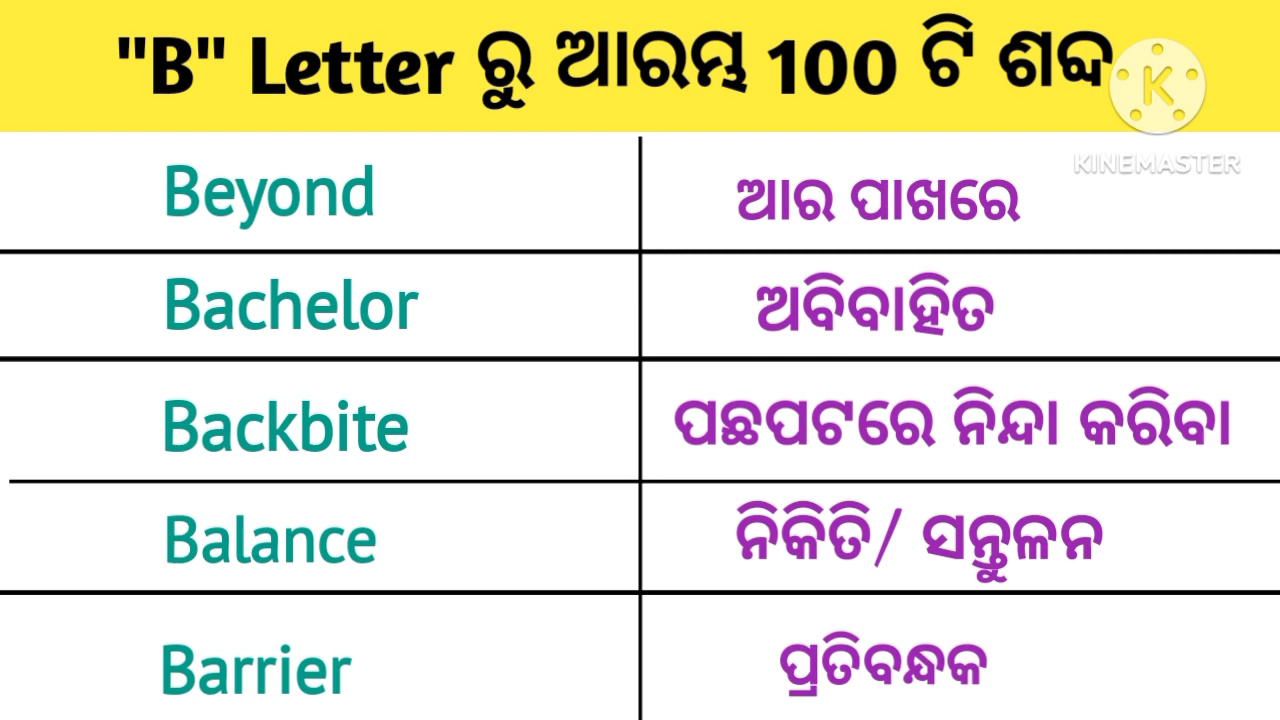 "B" Letter ରୁ ଆରମ୍ଭ 100 ଟି ଶବ୍ଦ
K
KINEMASTER
Beyond ଆର ପାଖରେ
Bachelor ଅବିବାହିତ
Backbite ପଛପଟରେ ନିନ୍ଦା କରିବା
Balance ନିକିତି/ ସନ୍ତୁଳନ
Barrier ପ୍ରତିବନ୍ଧକ